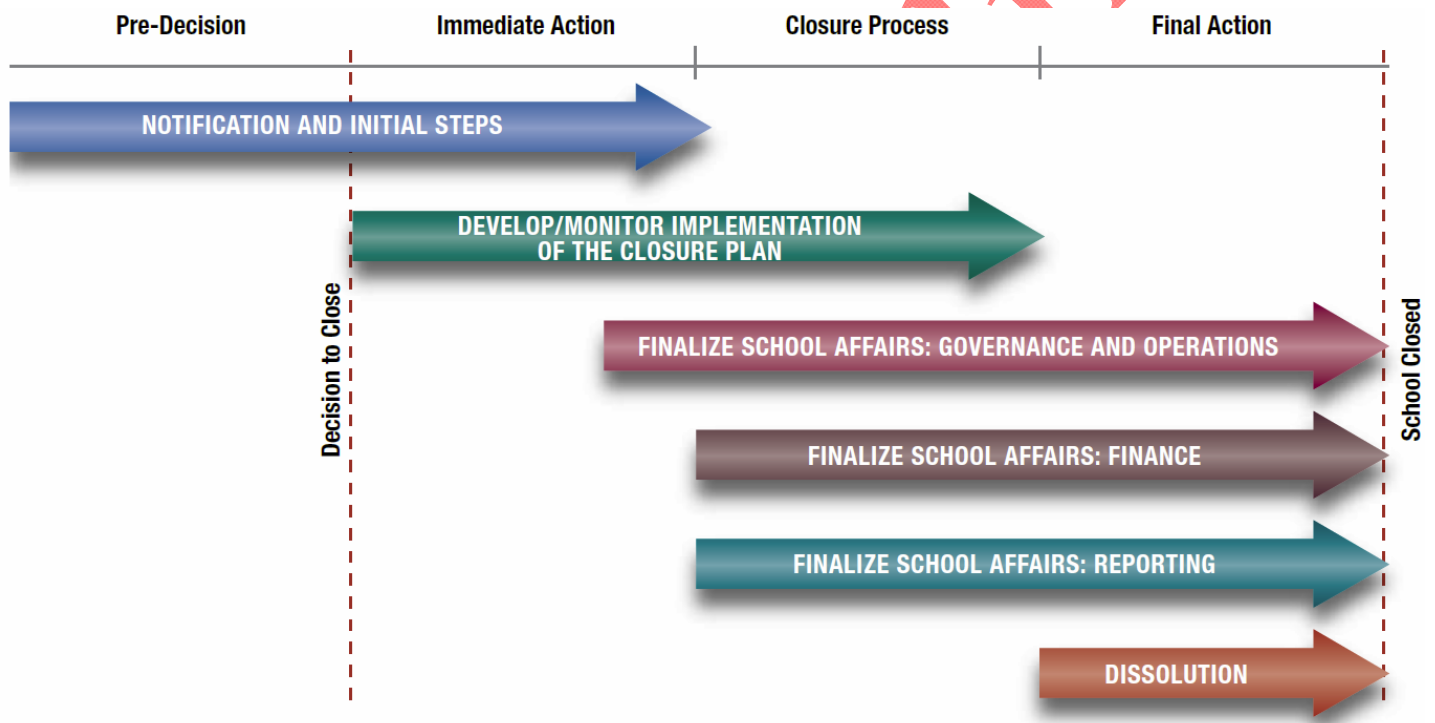 Pre-Decision
Immediate Action
Closure Process
Final Action
NOTIFICATION AND INITIAL STEPS
DEVELOP/MONITOR IMPLEMENTATION
OF THE CLOSURE PLAN
Decision to Close
FINALIZE SCHOOL AFFAIRS: GOVERNANCE AND OPERATIONS
School Closed
FINALIZE SCHOOL AFFAIRS: FINANCE
FINALIZE SCHOOL AFFAIRS: REPORTING
DISSOLUTION